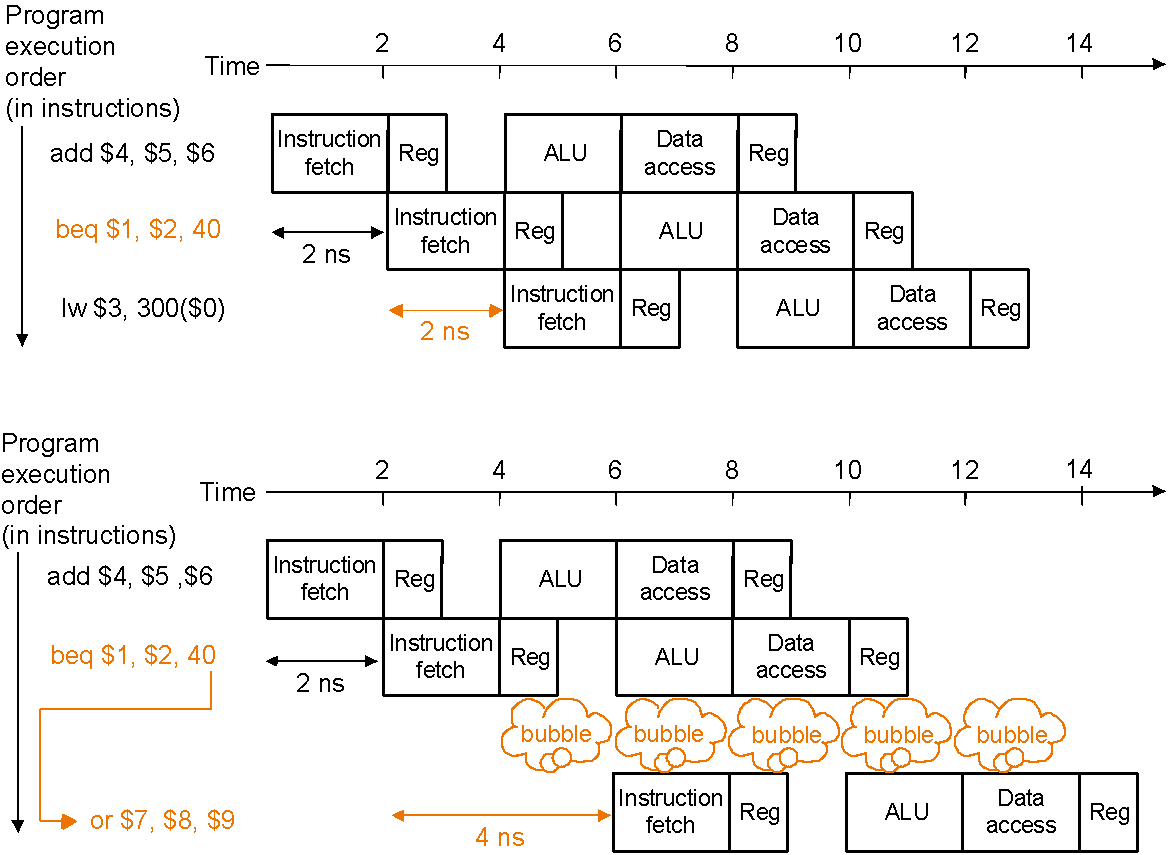 Program
execution
order
(in instructions)
Time
2 4 6 8 10 12 14
add $4, $5, $6
Instruction
fetch
Reg
ALU
Data
access
Reg
beq $1, $2, 40
2 ns
Instruction
fetch
Reg
ALU
Data
access
Reg
lw $3, 300($0)
2 ns
Instruction
fetch
Reg
ALU
Data
access
Reg
Program
execution
order
(in instructions)
Time
2 4 6 8 10 12 14
add $4, $5 ,$6
Instruction
fetch
Reg
ALU
Data
access
Reg
beq $1, $2, 40
2 ns
Instruction
fetch
Reg
ALU
Data
access
Reg
bubble bubble bubble bubble bubble
or $7, $8, $9
4 ns
Instruction
fetch
Reg
ALU
Data
access
Reg